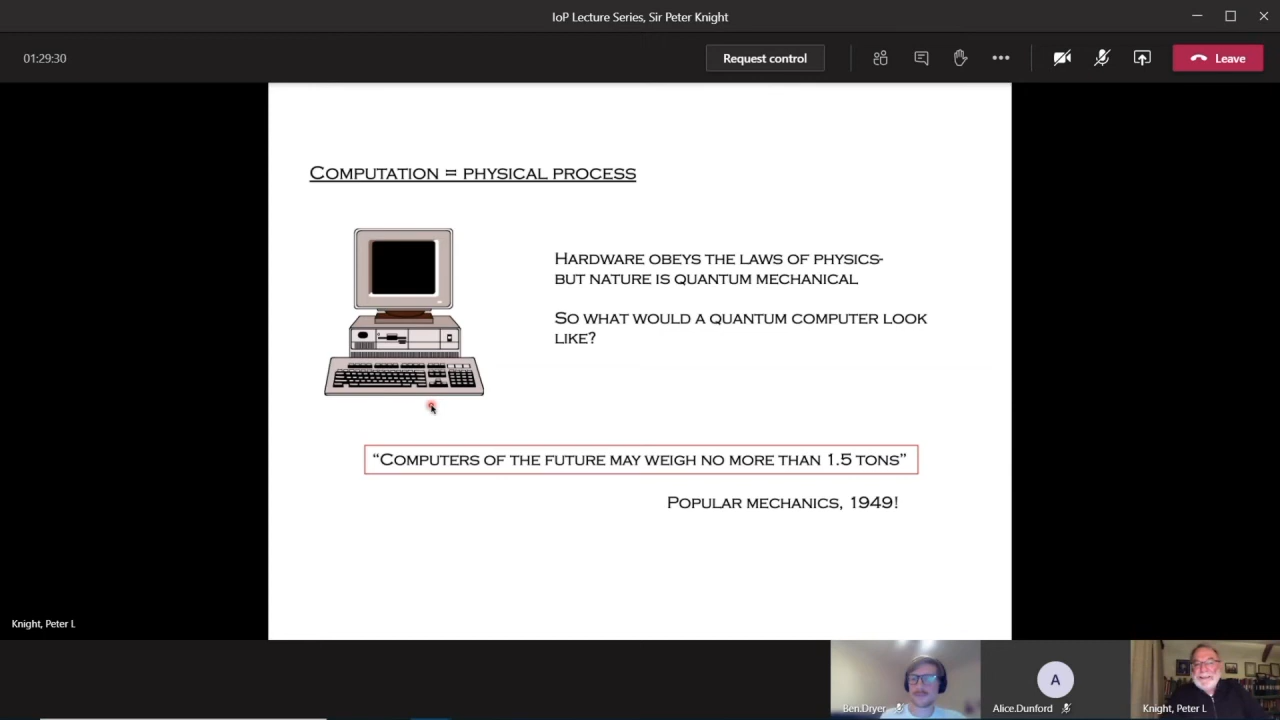 IoP Lecture Series, Sir Peter Knight
01:29:30
Request control
Leave
Computation = physical process
Hardware obeys the laws of physics-
but nature is quantum mechanical.
So what would a quantum computer look
like?
“Computers of the future may weigh no more than 1.5 tons”
Popular mechanics, 1949!
Knight, Peter L
A
Ben.Dryer
Alice.Dunford
Knight, Peter L